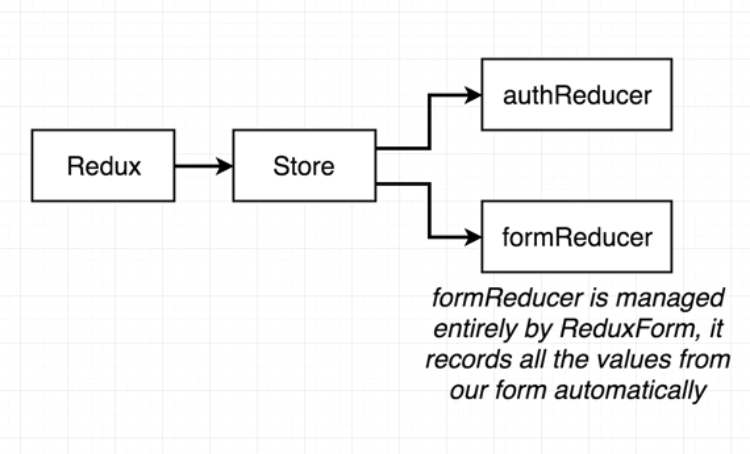 authReducer
Redux
Store
formReducer
formReducer is managed
entirely by ReduxForm, it
records all the values from
our form automatically